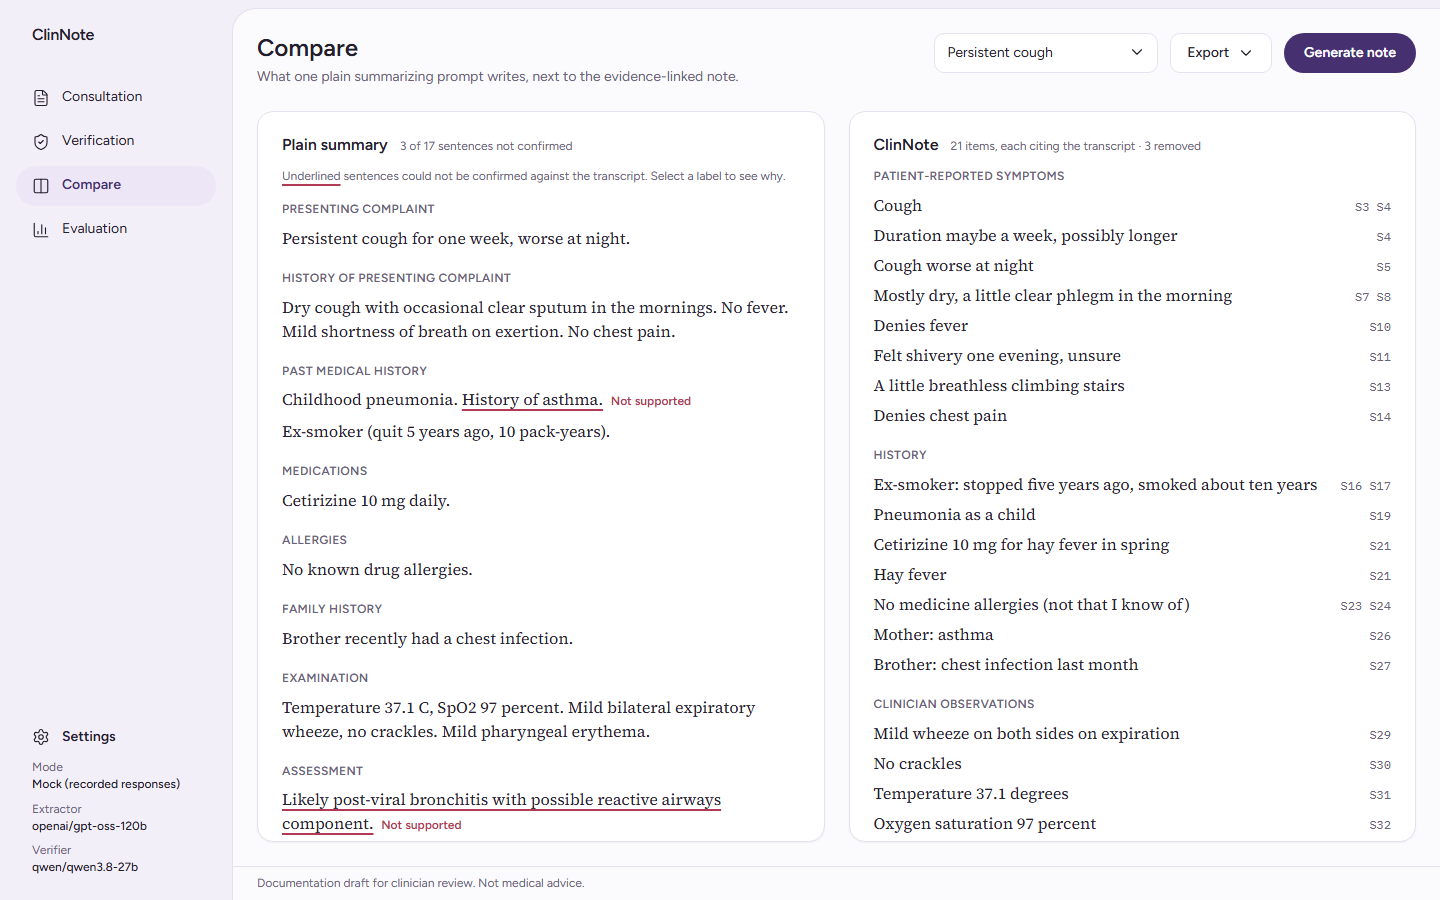 ClinNote
Consultation
Verification
Compare
Evaluation
Settings
Mode
Mock (recorded responses)
Extractor
openai/gpt-oss-120b
Verifier
qwen/qwen3.8-27b
Compare
What one plain summarizing prompt writes, next to the evidence-linked note.
Persistent cough
Export
Generate note
Plain summary 3 of 17 sentences not confirmed
Underlined sentences could not be confirmed against the transcript. Select a label to see why.
PRESENTING COMPLAINT
Persistent cough for one week, worse at night.
HISTORY OF PRESENTING COMPLAINT
Dry cough with occasional clear sputum in the mornings. No fever.
Mild shortness of breath on exertion. No chest pain.
PAST MEDICAL HISTORY
Childhood pneumonia. History of asthma. Not supported
Ex-smoker (quit 5 years ago, 10 pack-years).
MEDICATIONS
Cetirizine 10 mg daily.
ALLERGIES
No known drug allergies.
FAMILY HISTORY
Brother recently had a chest infection.
EXAMINATION
Temperature 37.1 C, SpO2 97 percent. Mild bilateral expiratory
wheeze, no crackles. Mild pharyngeal erythema.
ASSESSMENT
Likely post-viral bronchitis with possible reactive airways
component. Not supported
ClinNote 21 items, each citing the transcript · 3 removed
PATIENT-REPORTED SYMPTOMS
Cough S3 S4
Duration maybe a week, possibly longer S4
Cough worse at night S5
Mostly dry, a little clear phlegm in the morning S7 S8
Denies fever S10
Felt shivery one evening, unsure S11
A little breathless climbing stairs S13
Denies chest pain S14
HISTORY
Ex-smoker: stopped five years ago, smoked about ten years S16 S17
Pneumonia as a child S19
Cetirizine 10 mg for hay fever in spring S21
Hay fever S21
No medicine allergies (not that I know of) S23 S24
Mother: asthma S26
Brother: chest infection last month S27
CLINICIAN OBSERVATIONS
Mild wheeze on both sides on expiration S29
No crackles S30
Temperature 37.1 degrees S31
Oxygen saturation 97 percent S32
Documentation draft for clinician review. Not medical advice.